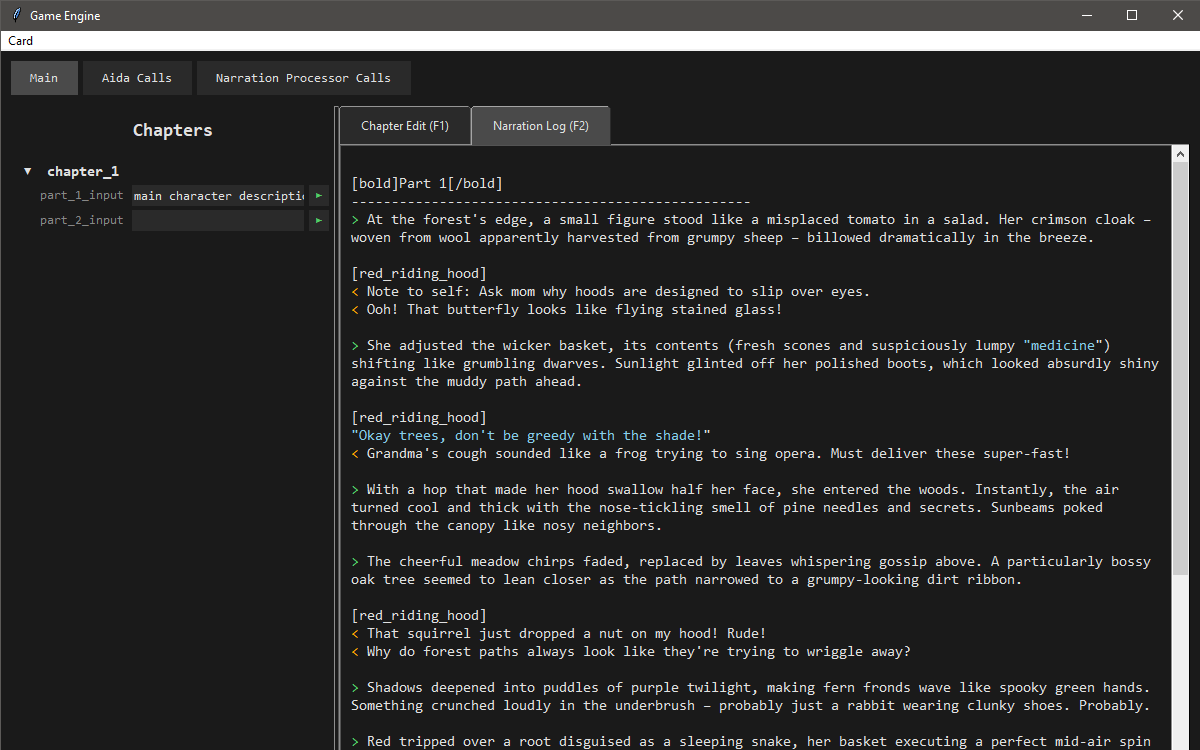 Game Engine
Card
Main
Aida Calls
Narration Processor Calls
Chapters
▼ chapter_1
part_1_input
main character descriptio
part_2_input
Chapter Edit (F1)
Narration Log (F2)
[bold]Part 1[/bold]
--------------------------------------------------
> At the forest's edge, a small figure stood like a misplaced tomato in a salad. Her crimson cloak –
woven from wool apparently harvested from grumpy sheep – billowed dramatically in the breeze.
[red_riding_hood]
< Note to self: Ask mom why hoods are designed to slip over eyes.
< Ooh! That butterfly looks like flying stained glass!
> She adjusted the wicker basket, its contents (fresh scones and suspiciously lumpy "medicine")
shifting like grumbling dwarves. Sunlight glinted off her polished boots, which looked absurdly shiny
against the muddy path ahead.
[red_riding_hood]
"Okay trees, don't be greedy with the shade!"
< Grandma's cough sounded like a frog trying to sing opera. Must deliver these super-fast!
> With a hop that made her hood swallow half her face, she entered the woods. Instantly, the air
turned cool and thick with the nose-tickling smell of pine needles and secrets. Sunbeams poked
through the canopy like nosy neighbors.
> The cheerful meadow chirps faded, replaced by leaves whispering gossip above. A particularly bossy
oak tree seemed to lean closer as the path narrowed to a grumpy-looking dirt ribbon.
[red_riding_hood]
< That squirrel just dropped a nut on my hood! Rude!
< Why do forest paths always look like they're trying to wriggle away?
> Shadows deepened into puddles of purple twilight, making fern fronds wave like spooky green hands.
Something crunched loudly in the underbrush – probably just a rabbit wearing clunky shoes. Probably.
> Red tripped over a root disguised as a sleeping snake, her basket executing a perfect mid-air spin